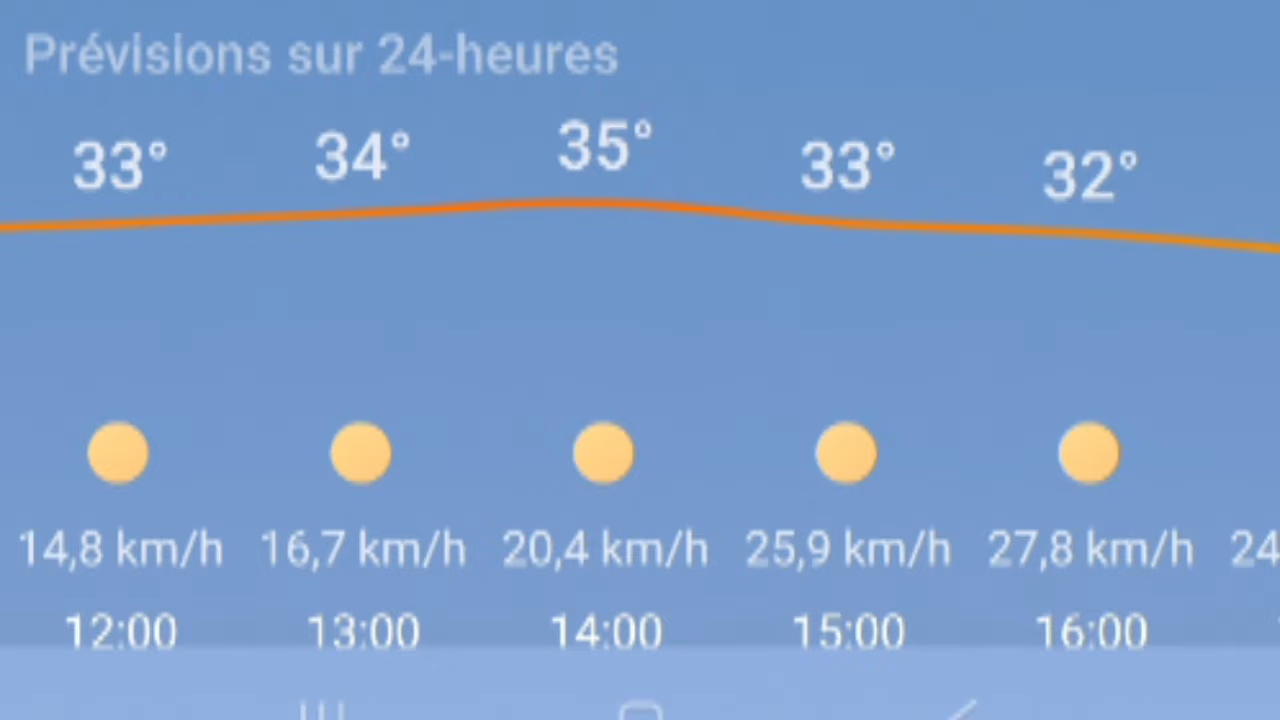 Prévisions sur 24-heures
33° 34° 35° 33° 32°
14,8 km/h 16,7 km/h 20,4 km/h 25,9 km/h 27,8 km/h 24
12:00 13:00 14:00 15:00 16:00